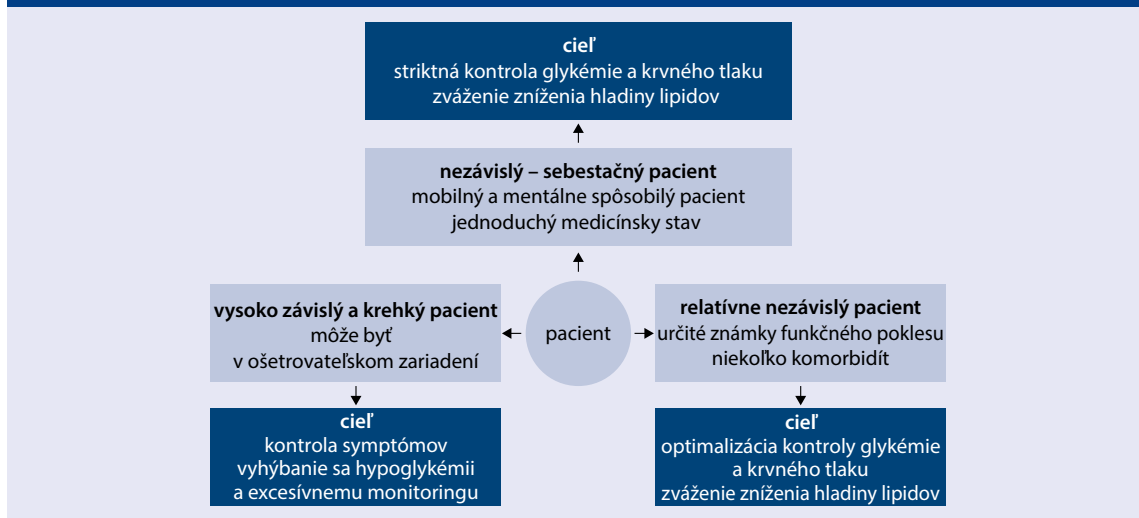 cieľ
striktná kontrola glykémie a krvného tlaku
zváženie zníženia hladiny lipidov
nezávislý – sebestačný pacient
mobilný a mentálne spôsobilý pacient
jednoduchý medicínsky stav
vysoko závislý a krehký pacient
môže byť
v ošetrovateľskom zariadení
pacient
relatívne nezávislý pacient
určité známky funkčného poklesu
niekoľko komorbidít
cieľ
kontrola symptómov
vyhýbanie sa hypoglykémii
a excesívnemu monitoringu
cieľ
optimalizácia kontroly glykémie
a krvného tlaku
zváženie zníženia hladiny lipidov